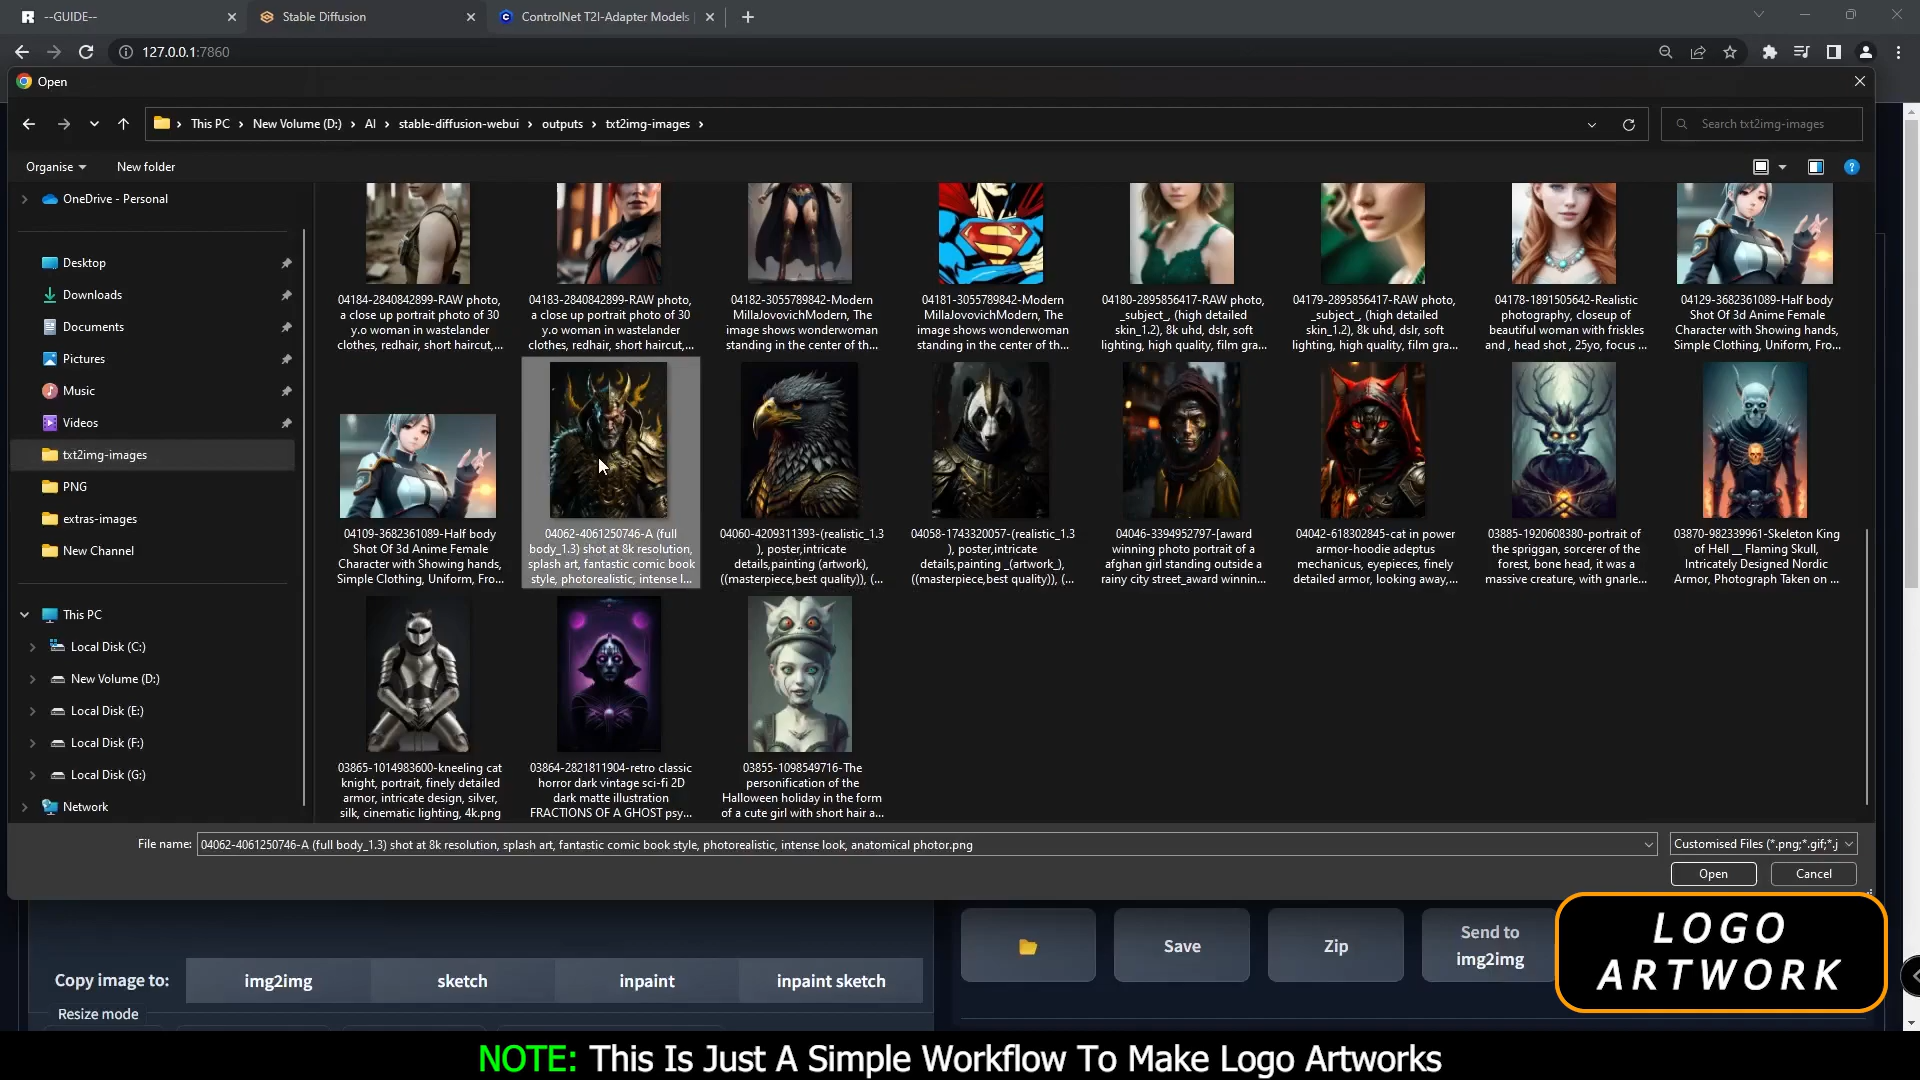 --GUIDE--
Stable Diffusion
ControlNet T2I-Adapter Models
127.0.0.1:7860
Open
This PC
New Volume (D:)
AI
stable-diffusion-webui
outputs
txt2img-images
Search txt2img-images
Organise
New folder
OneDrive - Personal
Desktop
Downloads
Documents
Pictures
Music
Videos
txt2img-images
PNG
extras-images
New Channel
This PC
Local Disk (C:)
New Volume (D:)
Local Disk (E:)
Local Disk (F:)
Local Disk (G:)
Network
04184-2840842899-RAW photo,
a close up portrait photo of 30
y.o woman in wastelander
clothes, redhair, short haircut,...
04183-2840842899-RAW photo,
a close up portrait photo of 30
y.o woman in wastelander
clothes, redhair, short haircut,...
04182-3055789842-Modern
MillaJovovichModern, The
image shows wonderwoman
standing in the center of th...
04181-3055789842-Modern
MillaJovovichModern, The
image shows wonderwoman
standing in the center of th...
04180-2895856417-RAW photo,
_subject_, (high detailed
skin_1.2), 8k uhd, dslr, soft
lighting, high quality, film gra...
04179-2895856417-RAW photo,
_subject_, (high detailed
skin_1.2), 8k uhd, dslr, soft
lighting, high quality, film gra...
04178-1891505642-Realistic
photography, closeup of
beautiful woman with friskles
and , head shot , 25yo, focus ...
04129-3682361089-Half body
Shot Of 3d Anime Female
Character with Showing hands,
Simple Clothing, Uniform, Fro...
04109-3682361089-Half body
Shot Of 3d Anime Female
Character with Showing hands,
Simple Clothing, Uniform, Fro...
04062-4061250746-A (full
body_1.3) shot at 8k resolution,
splash art, fantastic comic book
style, photorealistic, intense l...
04060-4209311393-(realistic_1.3
), poster,intricate
details,painting (artwork),
((masterpiece,best quality)), (...
04058-1743320057-(realistic_1.3
), poster,intricate
details,painting _(artwork_),
((masterpiece,best quality)), (...
04046-3394952797-[award
winning photo portrait of a
afghan girl standing outside a
rainy city street_award winnin...
04042-618302845-cat in power
armor-hoodie adeptus
mechanicus, eyepieces, finely
detailed armor, looking away,...
03885-1920608380-portrait of
the spriggan, sorcerer of the
forest, bone head, it was a
massive creature, with gnarle...
03870-982339961-Skeleton King
of Hell __ Flaming Skull,
Intricately Designed Nordic
Armor, Photograph Taken on ...
03865-1014983600-kneeling cat
knight, portrait, finely detailed
armor, intricate design, silver,
silk, cinematic lighting, 4k.png
03864-2821811904-retro classic
horror dark vintage sci-fi 2D
dark matte illustration
FRACTIONS OF A GHOST psy...
03855-1098549716-The
personification of the
Halloween holiday in the form
of a cute girl with short hair a...
File name:
04062-4061250746-A (full body_1.3) shot at 8k resolution, splash art, fantastic comic book style, photorealistic, intense look, anatomical photor.png
Customised Files (*.png;*.gif;*.j
Open
Cancel
Copy image to:
img2img
sketch
inpaint
inpaint sketch
Resize mode
Save
Zip
Send to
img2img
LOGO
ARTWORK
NOTE: This Is Just A Simple Workflow To Make Logo Artworks